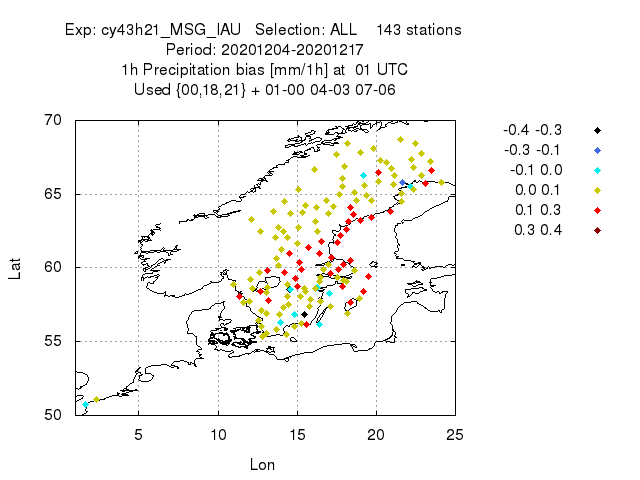 Exp: cy43h21_MSG_IAU   Selection: ALL    143 stations
Period: 20201204-20201217
1h Precipitation bias [mm/1h] at  01 UTC
Used {00,18,21} + 01-00 04-03 07-06
70
65
60
55
50
Lat
5
10
15
20
25
Lon
-0.4 -0.3
-0.3 -0.1
-0.1 0.0
0.0 0.1
0.1 0.3
0.3 0.4